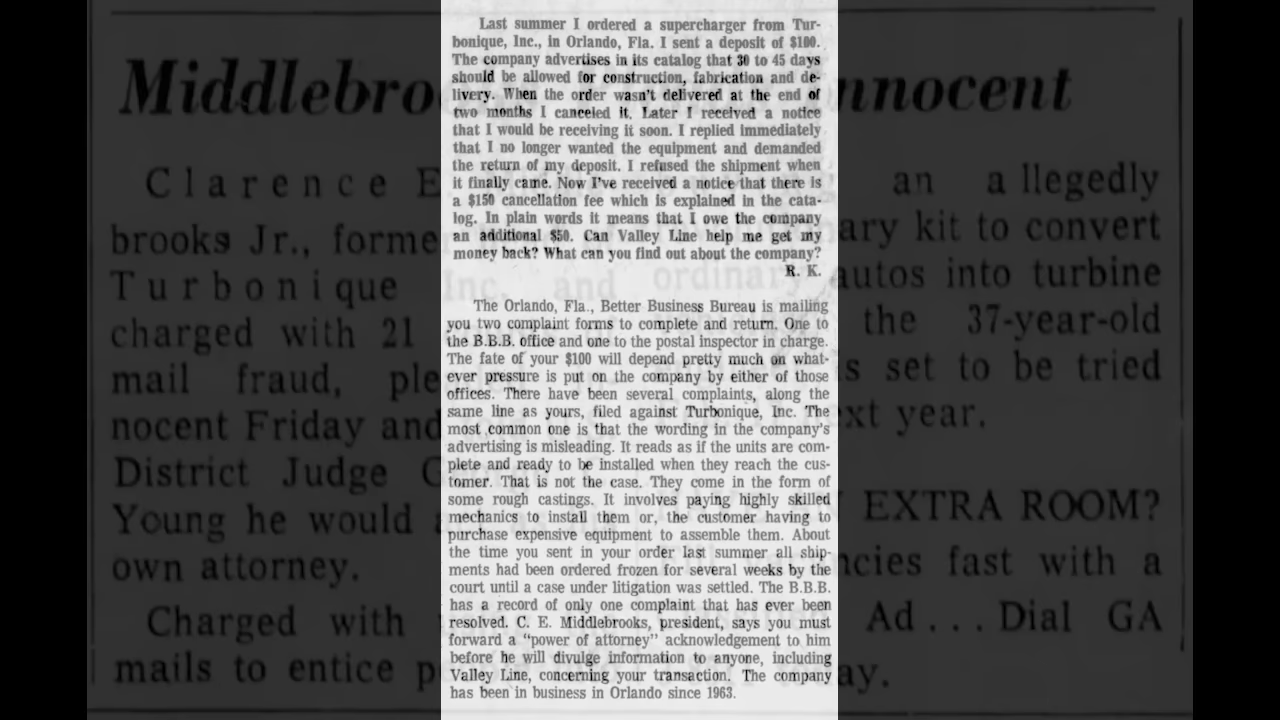 Last summer I ordered a supercharger from Tur-
bonique, Inc., in Orlando, Fla. I sent a deposit of $100.
The company advertises in its catalog that 30 to 45 days
should be allowed for construction, fabrication and de-
livery. When the order wasn't delivered at the end of
two months I canceled it. Later I received a notice
that I would be receiving it soon. I replied immediately
that I no longer wanted the equipment and demanded
the return of my deposit. I refused the shipment when
it finally came. Now I've received a notice that there is
a $150 cancellation fee which is explained in the cata-
log. In plain words it means that I owe the company
an additional $50. Can Valley Line help me get my
money back? What can you find out about the company?
R. K.
The Orlando, Fla., Better Business Bureau is mailing
you two complaint forms to complete and return. One to
the B.B.B. office and one to the postal inspector in charge.
The fate of your $100 will depend pretty much on what-
ever pressure is put on the company by either of those
offices. There have been several complaints, along the
same line as yours, filed against Turbonique, Inc. The
most common one is that the wording in the company's
advertising is misleading. It reads as if the units are com-
plete and ready to be installed when they reach the cus-
tomer. That is not the case. They come in the form of
some rough castings. It involves paying highly skilled
mechanics to install them or, the customer having to
purchase expensive equipment to assemble them. About
the time you sent in your order last summer all ship-
ments had been ordered frozen for several weeks by the
court until a case under litigation was settled. The B.B.B.
has a record of only one complaint that has ever been
resolved. C. E. Middlebrooks, president, says you must
forward a "power of attorney" acknowledgement to him
before he will divulge information to anyone, including
Valley Line, concerning your transaction. The company
has been in business in Orlando since 1963.
Middlebroo
nnocent
Clarence E
brooks Jr., forme
Turbonique Inc. and
charged with 21
mail fraud, ple
nocent Friday and
District Judge G
Young he would
own attorney.
Charged with
mails to entice p
an allegedly
ary kit to convert
ordinary autos into turbine
the 37-year-old
s set to be tried
ext year.
EXTRA ROOM?
ncies fast with a
Ad... Dial GA
ay.